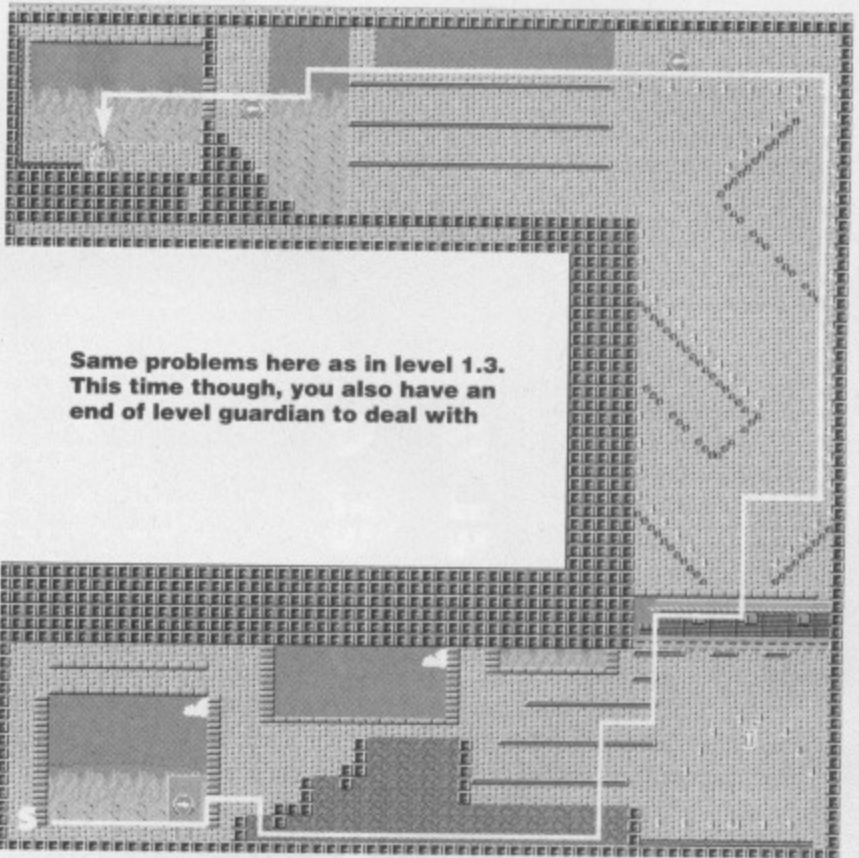 Same problems here as in level 1.3.
This time though, you also have an
end of level guardian to deal with
S